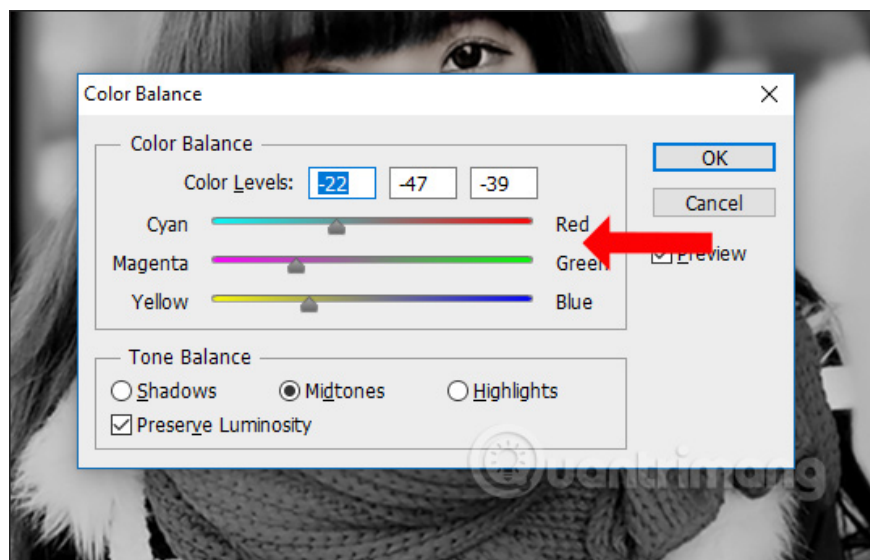 Color Balance
Color Balance
Color Levels: -22 -47 -39
Cyan Red
Magenta Green
Yellow Blue
OK
Cancel
Preview
Tone Balance
Shadows Midtones Highlights
Preserve Luminosity
Quantrimang